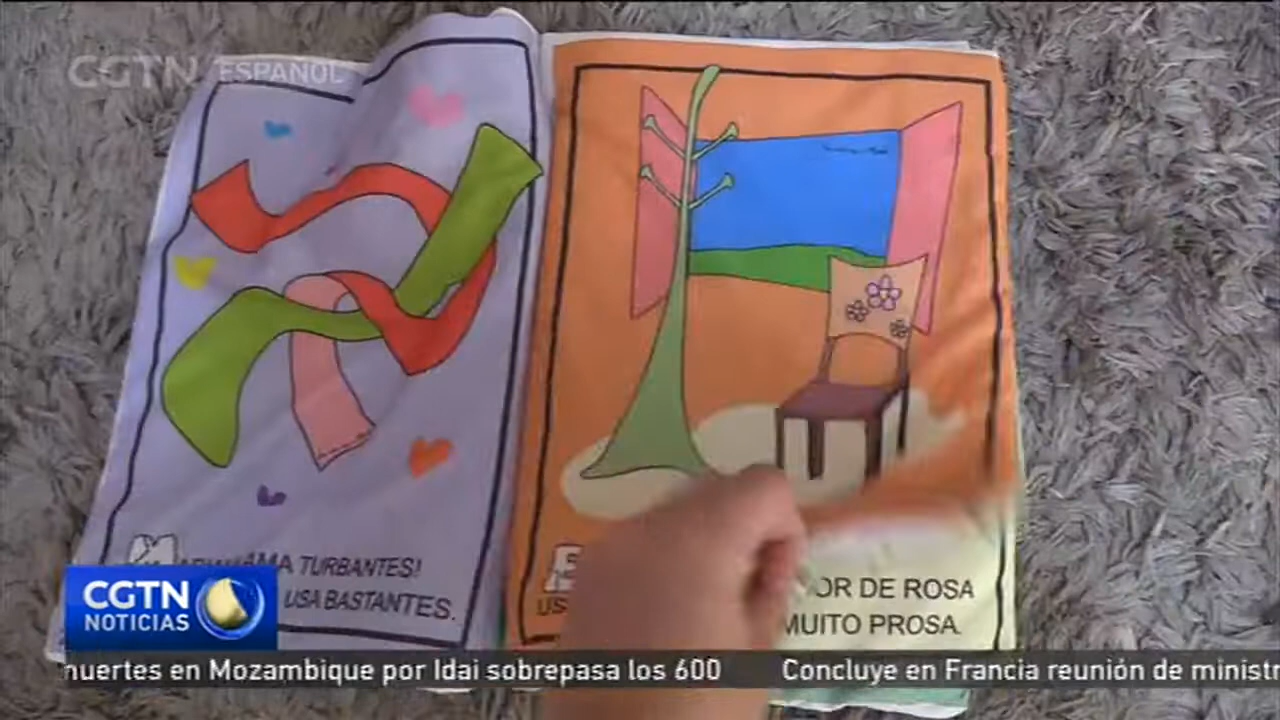 CGTN ESPAÑOL
AMA TURBANTES!
USA BASTANTES.
OR DE ROSA
MUITO PROSA.
CGTN
NOTICIAS
muertes en Mozambique por Idai sobrepasa los 600 Concluye en Francia reunión de ministr